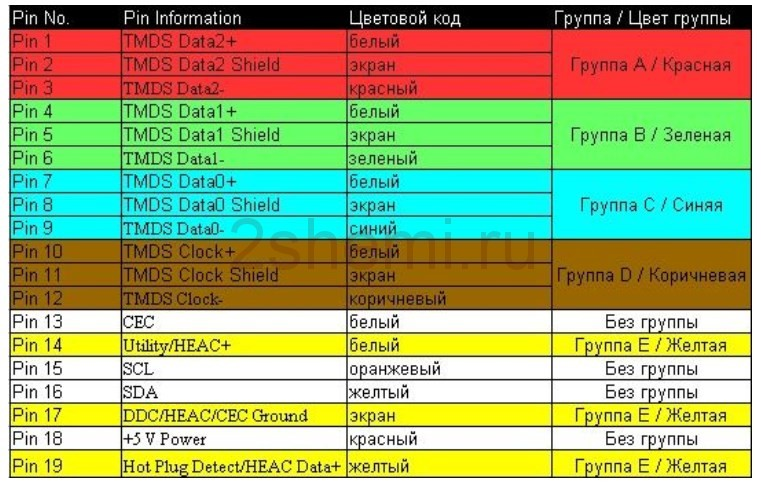 Pin No. Pin Information Цветовой код Группа / Цвет группы
Pin 1 TMDS Data2+ белый
Pin 2 TMDS Data2 Shield экран Группа A / Красная
Pin 3 TMDS Data2- красный
Pin 4 TMDS Data1+ белый
Pin 5 TMDS Data1 Shield экран Группа B / Зеленая
Pin 6 TMDS Data1- зеленый
Pin 7 TMDS Data0+ белый
Pin 8 TMDS Data0 Shield экран Группа C / Синяя
Pin 9 TMDS Data0- синий
2shemi.ru
Pin 10 TMDS Clock+ белый
Pin 11 TMDS Clock Shield экран Группа D / Коричневая
Pin 12 TMDS Clock- коричневый
Pin 13 CEC белый Без группы
Pin 14 Utility/HEAC+ белый Группа E / Желтая
Pin 15 SCL оранжевый Без группы
Pin 16 SDA желтый Без группы
Pin 17 DDC/HEAC/CEC Ground экран Группа E / Желтая
Pin 18 +5 V Power красный Без группы
Pin 19 Hot Plug Detect/HEAC Data+ желтый Группа E / Желтая